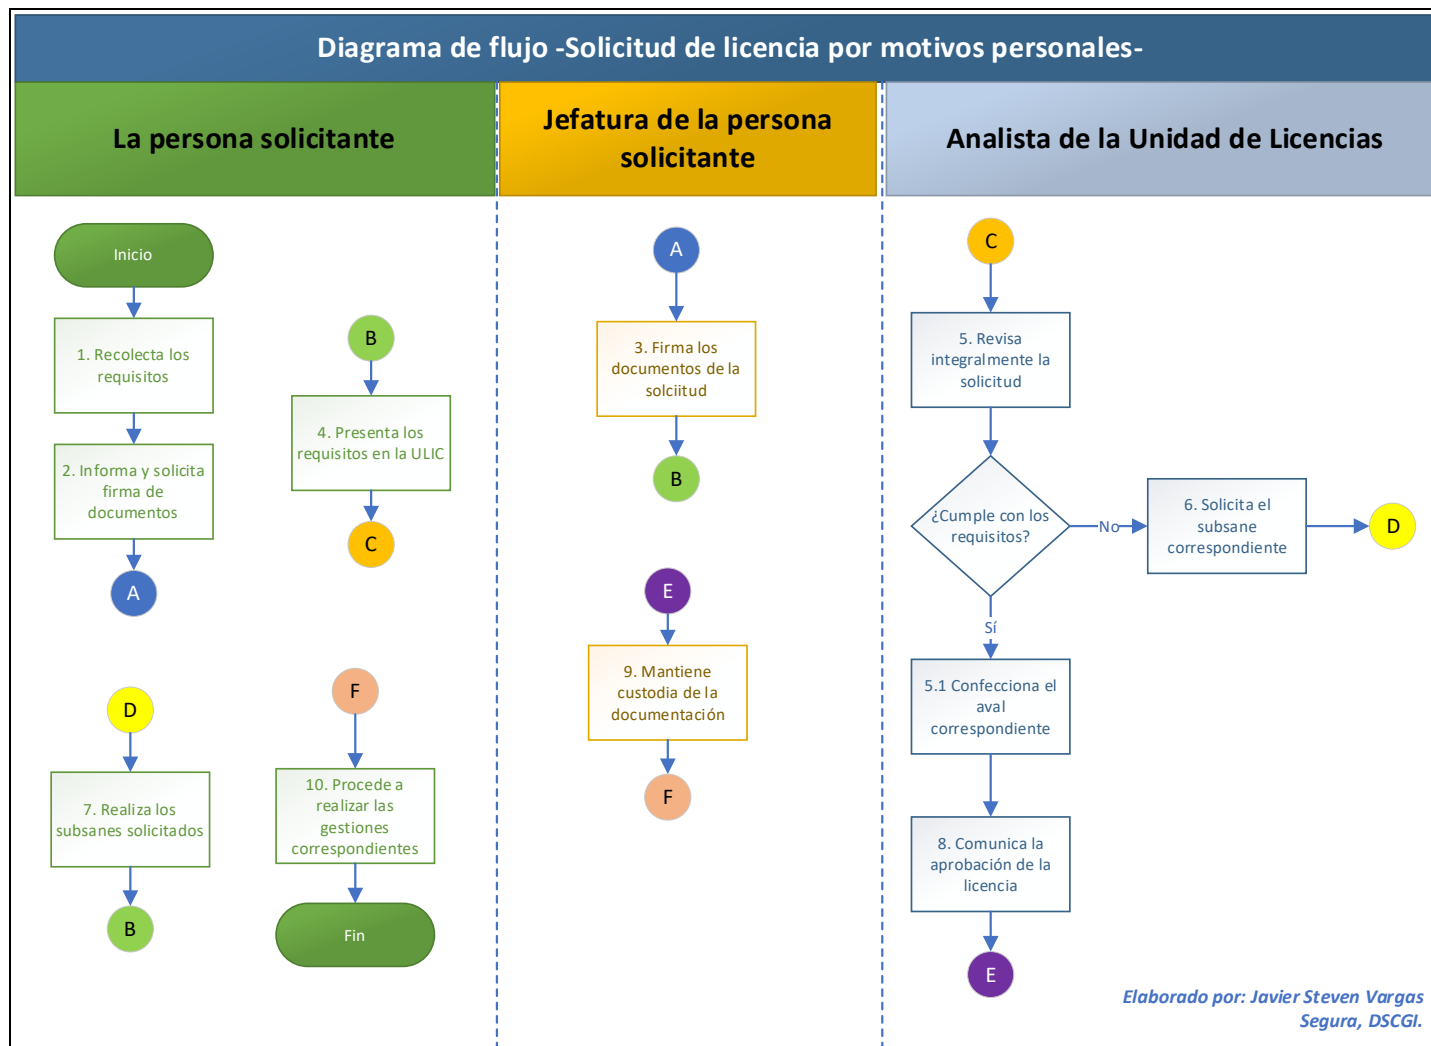 Diagrama de flujo -Solicitud de licencia por motivos personales-
La persona solicitante
Jefatura de la persona
solicitante
Analista de la Unidad de Licencias
Inicio
1. Recolecta los
requisitos
2. Informa y solicita
firma de
documentos
A
B
4. Presenta los
requisitos en la ULIC
C
D
7. Realiza los
subsanes solicitados
B
F
10. Procede a
realizar las
gestiones
correspondientes
Fin
A
3. Firma los
documentos de la
solciitud
B
E
9. Mantiene
custodia de la
documentación
F
C
5. Revisa
integralmente la
solicitud
¿Cumple con los
requisitos?
No
6. Solicita el
subsane
correspondiente
D
Sí
5.1 Confecciona el
aval
correspondiente
8. Comunica la
aprobación de la
licencia
E
Elaborado por: Javier Steven Vargas
Segura, DSCGI.